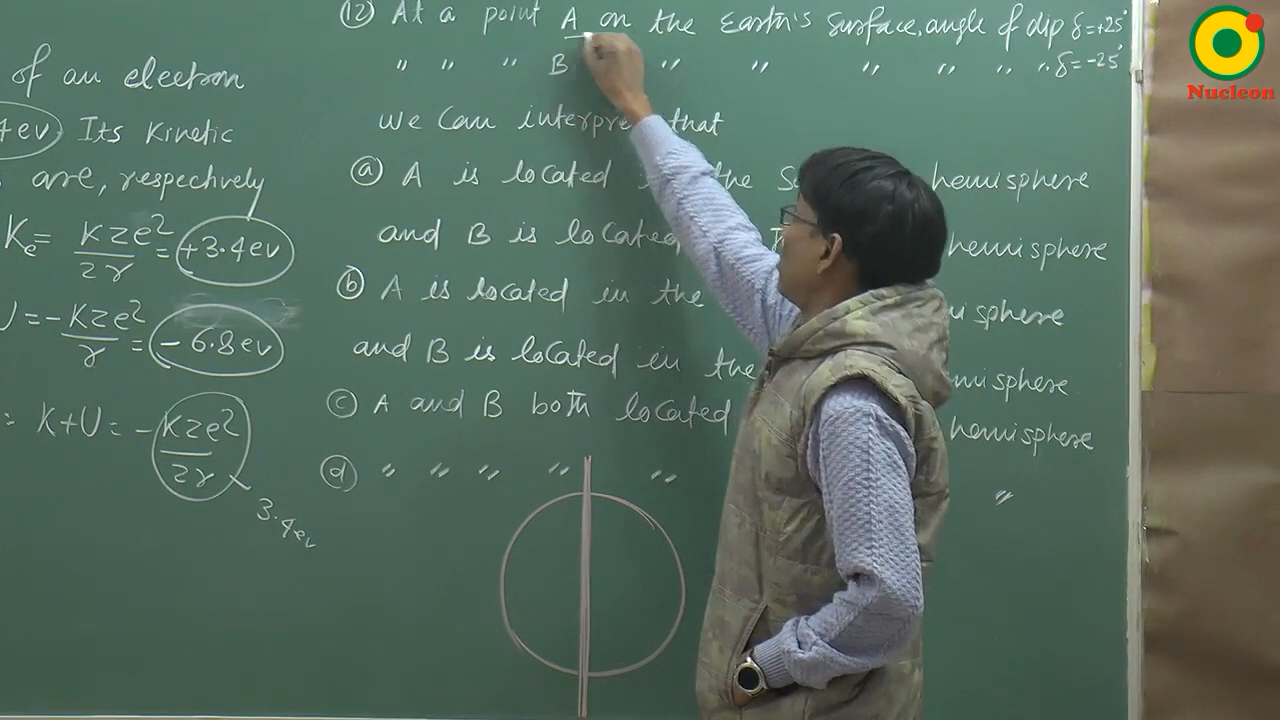 of an electron
4ev) Its kinetic
are, respectively
Ke = kze²/2r = +3.4ev
U = -kze²/r = -6.8ev
= K+U = -kze²/2r
3.4ev
(12) At a point A on the Earth's surface, angle of dip δ=+25°
" " " B " " " " " " δ=-25°
we can interpret that
(a) A is located the hemisphere
and B is located hemisphere
(b) A is located in the
and B is located in the
(c) A and B both located hemisphere
(d) " " " " " "
Nucleon